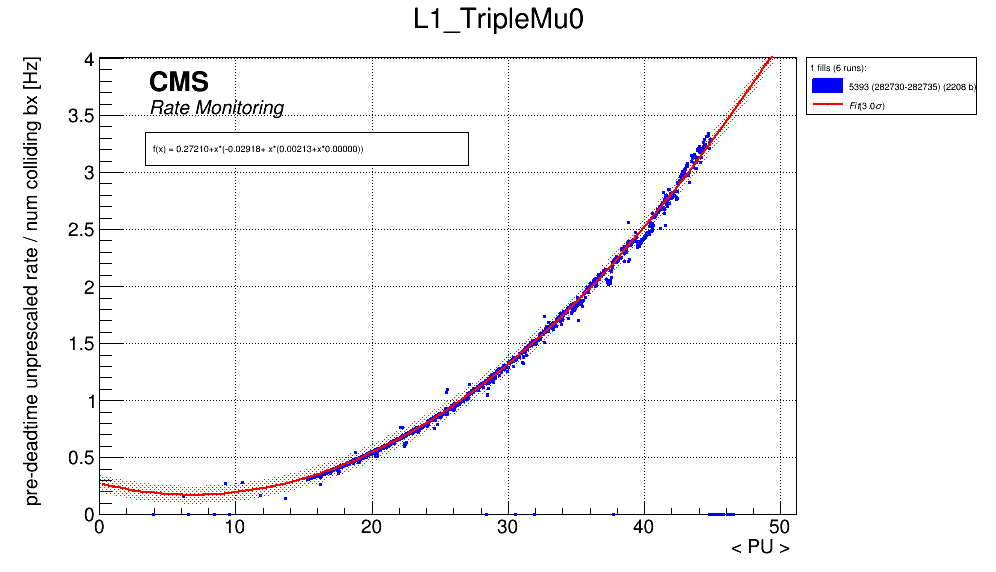 L1_TripleMu0
pre-deadtime unprescaled rate / num colliding bx [Hz]
4
3.5
3
2.5
2
1.5
1
0.5
0
CMS
Rate Monitoring
f(x) = 0.27210+x*(-0.02918+ x*(0.00213+x*0.00000))
1 fills (6 runs):
5393 (282730-282735) (2208 b)
Fit(3.0σ)
0 10 20 30 40 50
< PU >